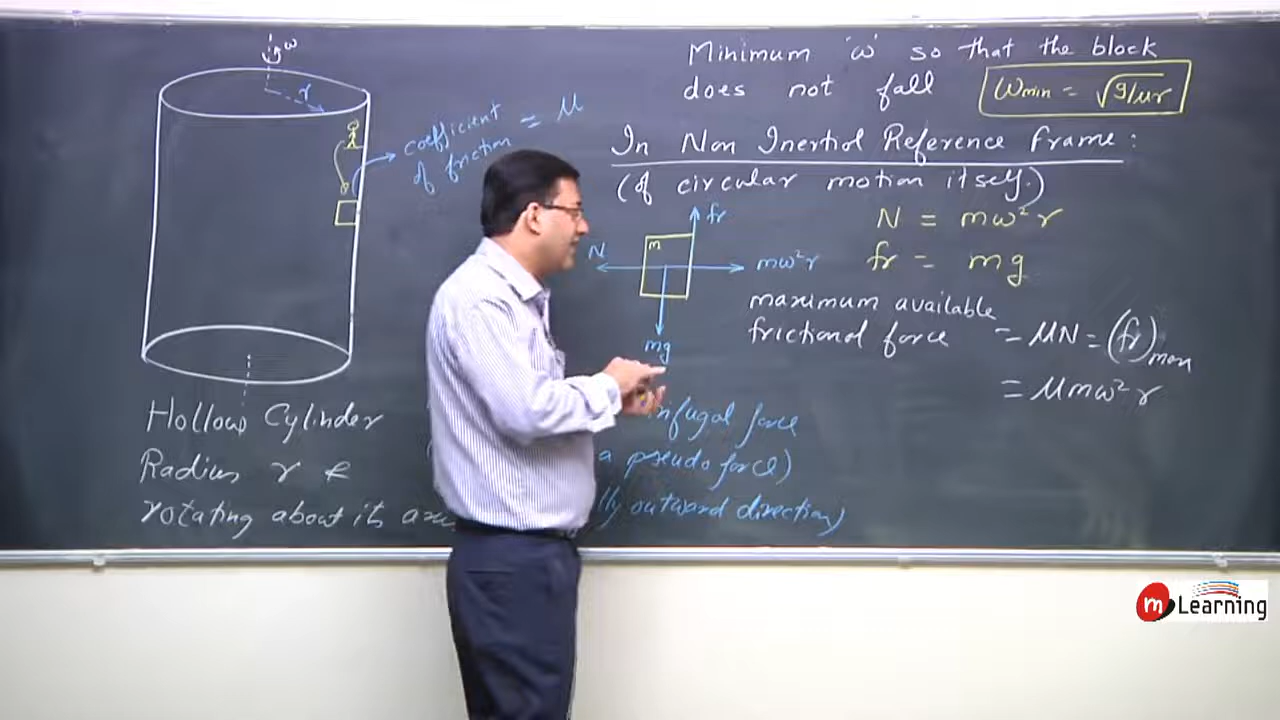 ω
r
coefficient
of friction = μ
Hollow Cylinder
Radius r &
rotating about its
Minimum 'ω' so that the block
does not fall ωmin = √g/μr
In Non Inertial Reference Frame :
(of circular motion itself.)
fr
N m mω²r
mg
N = mω²r
fr = mg
maximum available
frictional force = μN = (fr)max
= μmω²r
force
a pseudo force)
outward direction)
m Learning